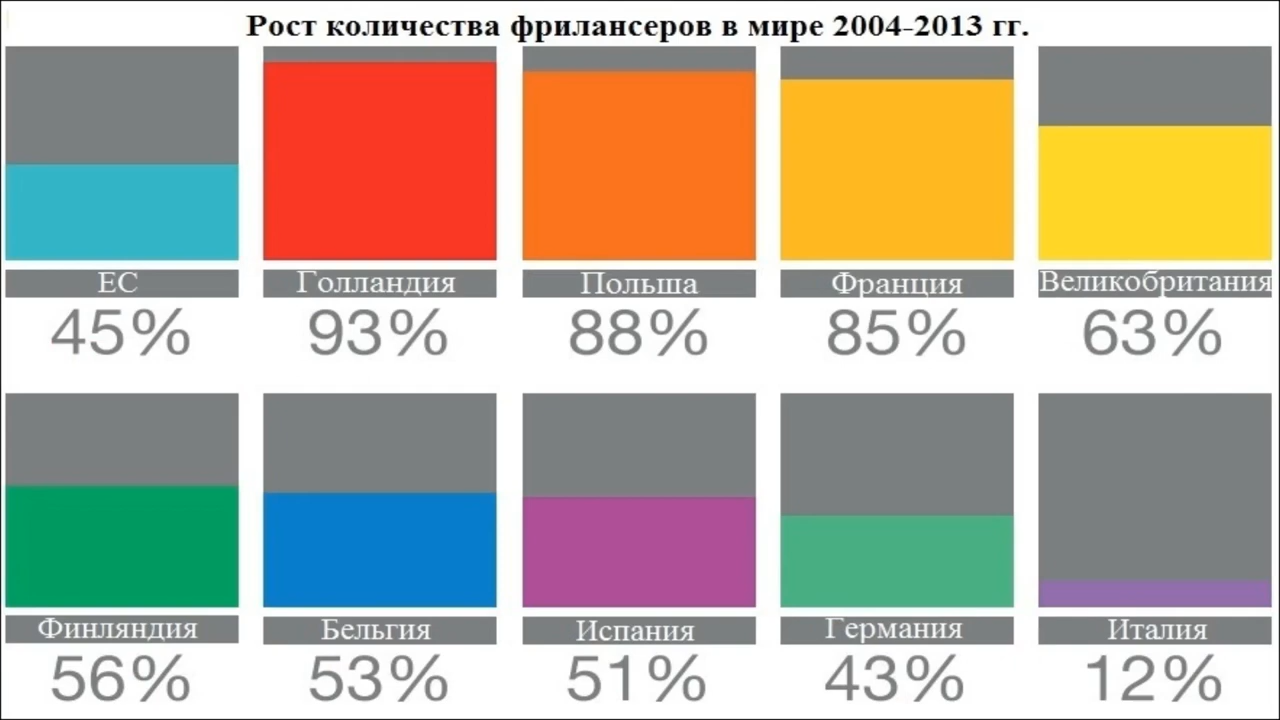 Рост количества фрилансеров в мире 2004-2013 гг.
ЕС
45%
Голландия
93%
Польша
88%
Франция
85%
Великобритания
63%
Финляндия
56%
Бельгия
53%
Испания
51%
Германия
43%
Италия
12%